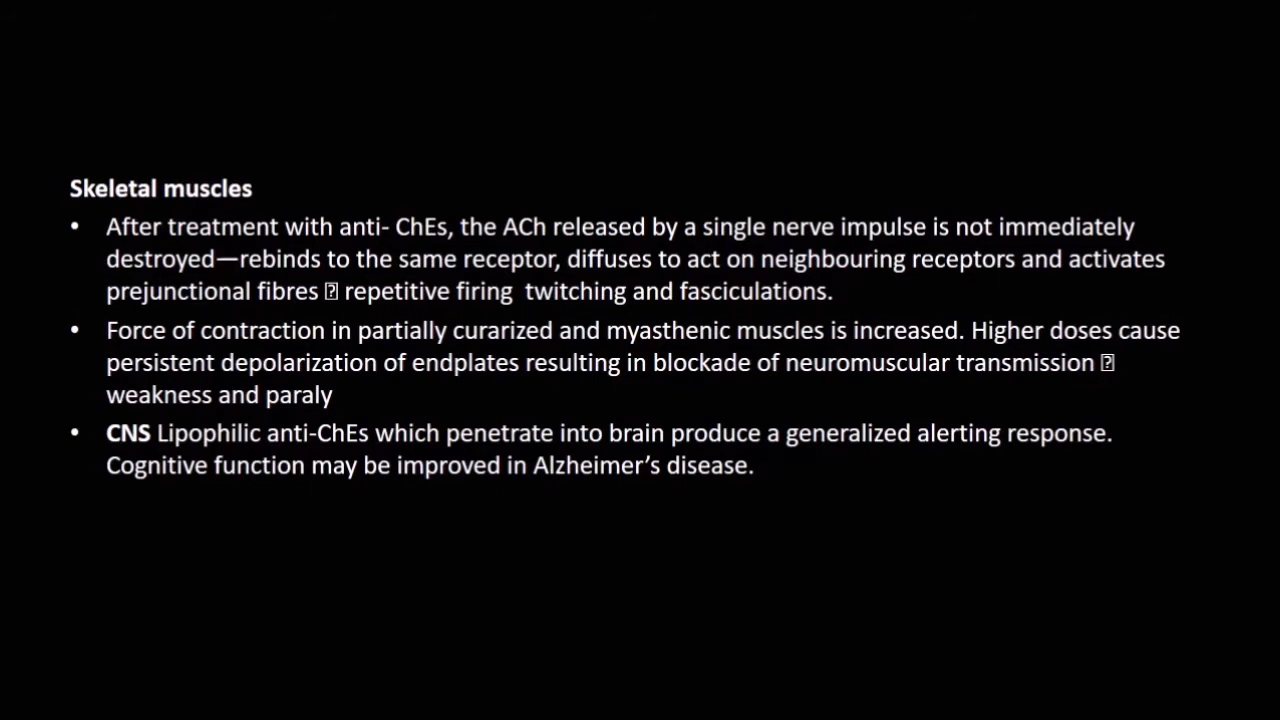 Skeletal muscles
• After treatment with anti- ChEs, the ACh released by a single nerve impulse is not immediately
destroyed—rebinds to the same receptor, diffuses to act on neighbouring receptors and activates
prejunctional fibres ⍰ repetitive firing  twitching and fasciculations.
• Force of contraction in partially curarized and myasthenic muscles is increased. Higher doses cause
persistent depolarization of endplates resulting in blockade of neuromuscular transmission ⍰
weakness and paraly
• CNS Lipophilic anti-ChEs which penetrate into brain produce a generalized alerting response.
Cognitive function may be improved in Alzheimer’s disease.